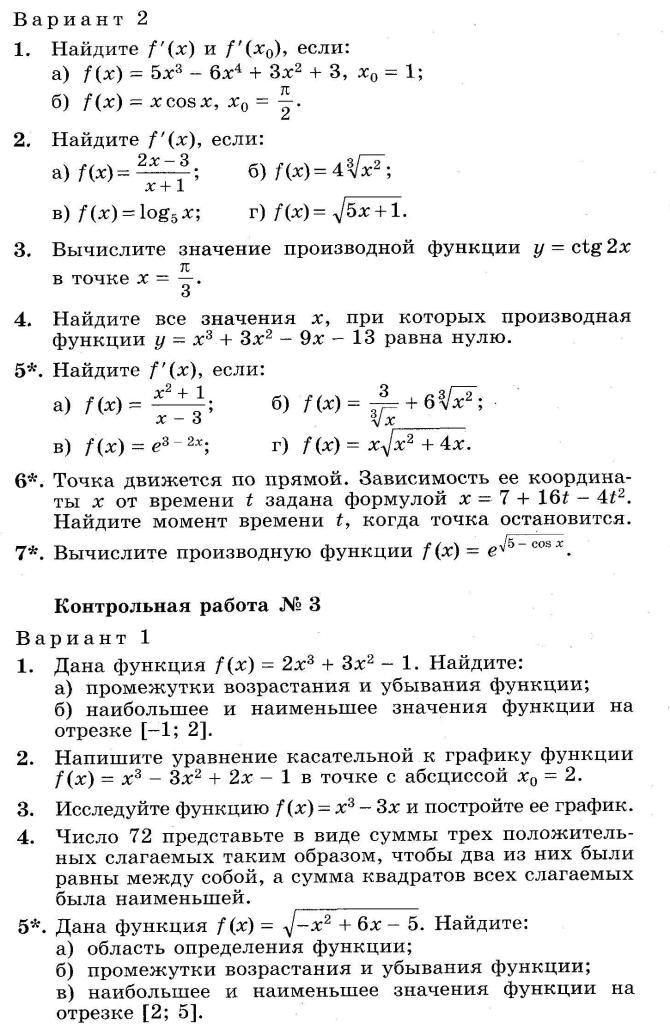 Вариант 2
1. Найдите f′(x) и f′(x₀), если:
а) f(x) = 5x³ − 6x⁴ + 3x² + 3, x₀ = 1;
б) f(x) = x cos x, x₀ = π/2.
2. Найдите f′(x), если:
а) f(x) = (2x − 3)/(x + 1); б) f(x) = 4∛(x²);
в) f(x) = log₅ x; г) f(x) = √(5x + 1).
3. Вычислите значение производной функции y = ctg 2x
в точке x = π/3.
4. Найдите все значения x, при которых производная
функции y = x³ + 3x² − 9x − 13 равна нулю.
5*. Найдите f′(x), если:
а) f(x) = (x² + 1)/(x − 3); б) f(x) = 3/∛x + 6∛(x²);
в) f(x) = e³ ⁻ ²ˣ; г) f(x) = x√(x² + 4x).
6*. Точка движется по прямой. Зависимость ее координа-
ты x от времени t задана формулой x = 7 + 16t − 4t².
Найдите момент времени t, когда точка остановится.
7*. Вычислите производную функции f(x) = e^√(5 − cos x).
Контрольная работа № 3
Вариант 1
1. Дана функция f(x) = 2x³ + 3x² − 1. Найдите:
а) промежутки возрастания и убывания функции;
б) наибольшее и наименьшее значения функции на
отрезке [−1; 2].
2. Напишите уравнение касательной к графику функции
f(x) = x³ − 3x² + 2x − 1 в точке с абсциссой x₀ = 2.
3. Исследуйте функцию f(x) = x³ − 3x и постройте ее график.
4. Число 72 представьте в виде суммы трех положитель-
ных слагаемых таким образом, чтобы два из них были
равны между собой, а сумма квадратов всех слагаемых
была наименьшей.
5*. Дана функция f(x) = √(−x² + 6x − 5). Найдите:
а) область определения функции;
б) промежутки возрастания и убывания функции;
в) наибольшее и наименьшее значения функции на
отрезке [2; 5].